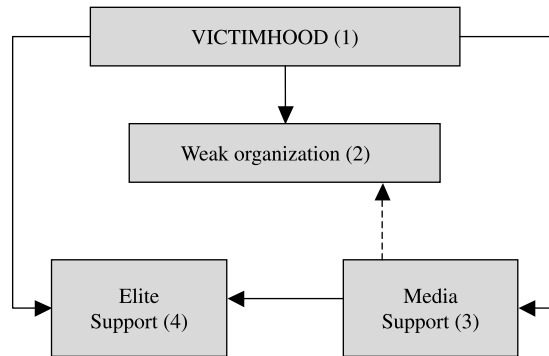 VICTIMHOOD (1)
Weak organization (2)
Elite
Support (4)
Media
Support (3)